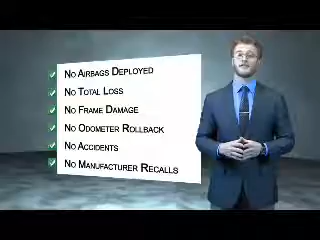 No Airbags Deployed
No Total Loss
No Frame Damage
No Odometer Rollback
No Accidents
No Manufacturer Recalls